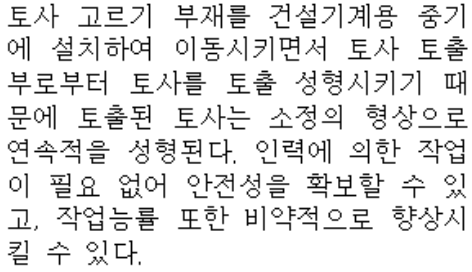 토사 고르기 부재를 건설기계용 중기
에 설치하여 이동시키면서 토사 토출
부로부터 토사를 토출 성형시키기 때
문에 토출된 토사는 소정의 형상으로
연속적을 성형된다. 인력에 의한 작업
이 필요 없어 안전성을 확보할 수 있
고, 작업능률 또한 비약적으로 향상시
킬 수 있다.